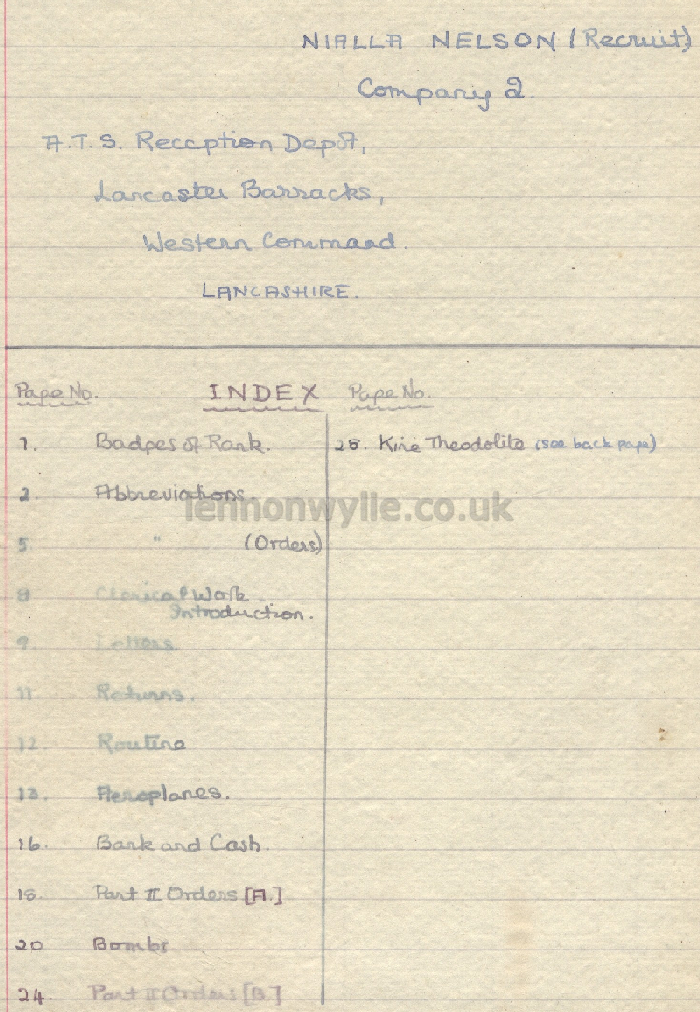 NIALLA NELSON (Recruit)
Company 2.
A.T.S. Reception Depot,
Lancaster Barracks,
Western Command.
LANCASHIRE.
Page No. INDEX Page No.
1. Badges of Rank. 25. Kine Theodolite (see back page)
2. Abbreviations
lennonwylie.co.uk
5. " (Orders)
8 Clerical Work
Introduction.
9. Letters
11 Returns.
12. Routine
13. Aeroplanes.
16. Bank and Cash.
18. Part II Orders [A.]
20 Bombs.
24. Part II Orders [B.]